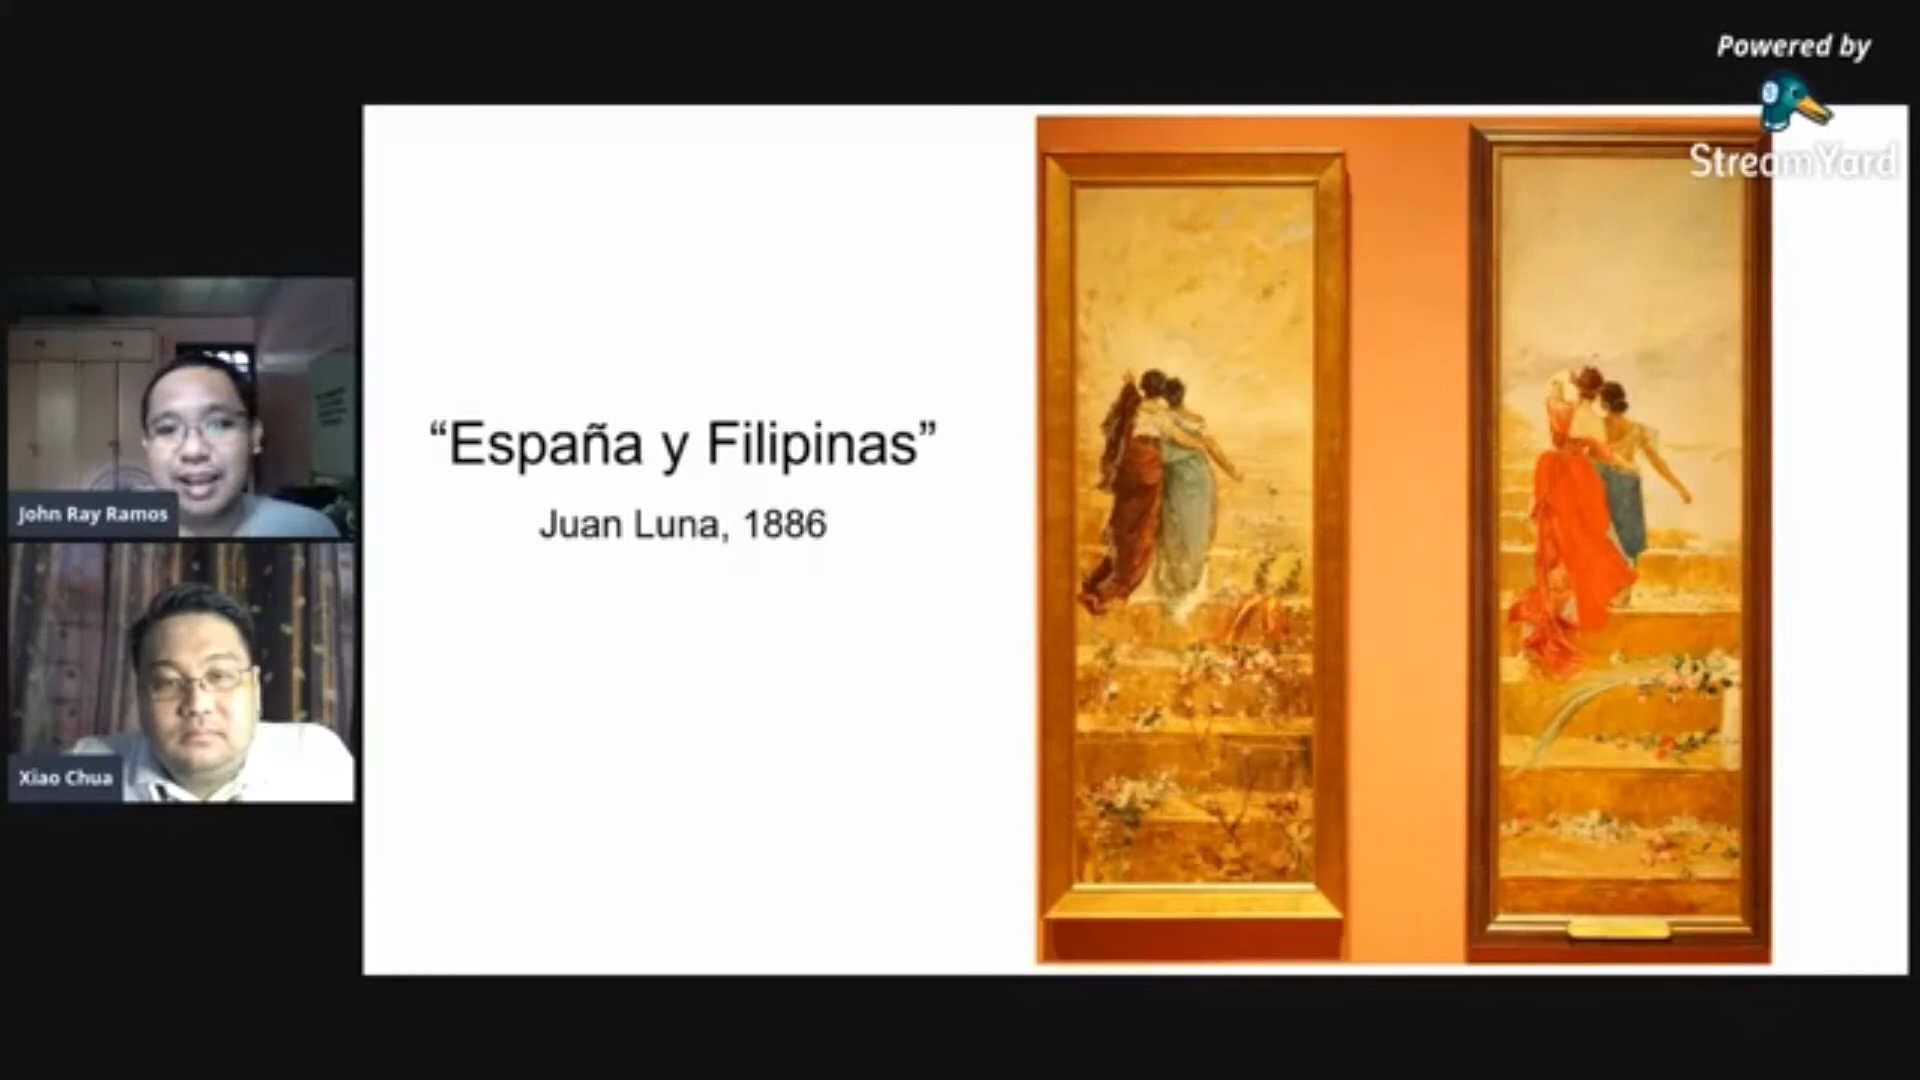 Powered by
StreamYard
“España y Filipinas”
Juan Luna, 1886
John Ray Ramos
Xiao Chua